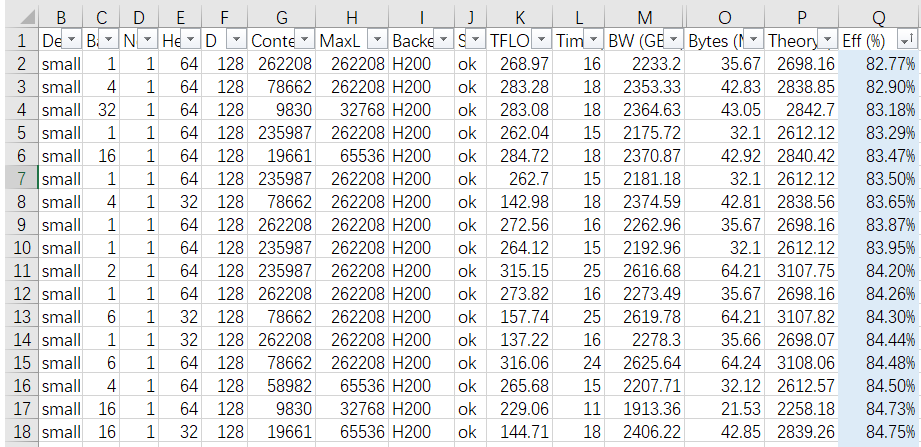 B C D E F G H I J K L M O P Q
1 De Ba N He D Conte MaxL Backe S TFLO Tim BW (GE Bytes (M Theory Eff (%)
2 small 1 1 64 128 262208 262208 H200 ok 268.97 16 2233.2 35.67 2698.16 82.77%
3 small 4 1 64 128 78662 262208 H200 ok 283.28 18 2353.33 42.83 2838.85 82.90%
4 small 32 1 64 128 9830 32768 H200 ok 283.08 18 2364.63 43.05 2842.7 83.18%
5 small 1 1 64 128 235987 262208 H200 ok 262.04 15 2175.72 32.1 2612.12 83.29%
6 small 16 1 64 128 19661 65536 H200 ok 284.72 18 2370.87 42.92 2840.42 83.47%
7 small 1 1 64 128 235987 262208 H200 ok 262.7 15 2181.18 32.1 2612.12 83.50%
8 small 4 1 32 128 78662 262208 H200 ok 142.98 18 2374.59 42.81 2838.56 83.65%
9 small 1 1 64 128 262208 262208 H200 ok 272.56 16 2262.96 35.67 2698.16 83.87%
10 small 1 1 64 128 235987 262208 H200 ok 264.12 15 2192.96 32.1 2612.12 83.95%
11 small 2 1 64 128 235987 262208 H200 ok 315.15 25 2616.68 64.21 3107.75 84.20%
12 small 1 1 64 128 262208 262208 H200 ok 273.82 16 2273.49 35.67 2698.16 84.26%
13 small 6 1 32 128 78662 262208 H200 ok 157.74 25 2619.78 64.21 3107.82 84.30%
14 small 1 1 32 128 262208 262208 H200 ok 137.22 16 2278.3 35.66 2698.07 84.44%
15 small 6 1 64 128 78662 262208 H200 ok 316.06 24 2625.64 64.24 3108.06 84.48%
16 small 4 1 64 128 58982 65536 H200 ok 265.68 15 2207.71 32.12 2612.57 84.50%
17 small 16 1 64 128 9830 32768 H200 ok 229.06 11 1913.36 21.53 2258.18 84.73%
18 small 16 1 32 128 19661 65536 H200 ok 144.71 18 2406.22 42.85 2839.26 84.75%